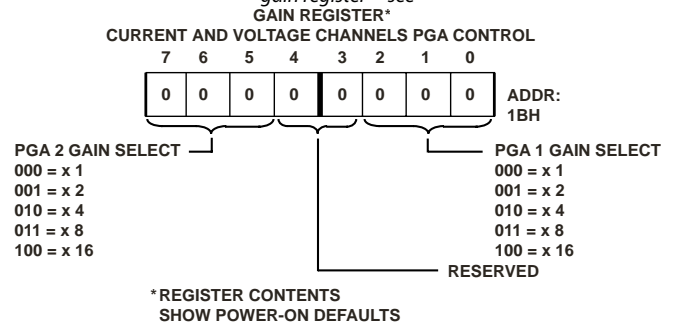 gain register – see
GAIN REGISTER*
CURRENT AND VOLTAGE CHANNELS PGA CONTROL
7 6 5 4 3 2 1 0
0 0 0 0 0 0 0 0
ADDR:
1BH
PGA 2 GAIN SELECT
000 = x 1
001 = x 2
010 = x 4
011 = x 8
100 = x 16
PGA 1 GAIN SELECT
000 = x 1
001 = x 2
010 = x 4
011 = x 8
100 = x 16
RESERVED
*REGISTER CONTENTS
SHOW POWER-ON DEFAULTS